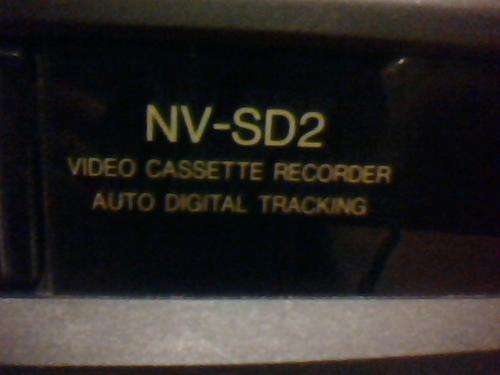 NV-SD2
VIDEO CASSETTE RECORDER
AUTO DIGITAL TRACKING